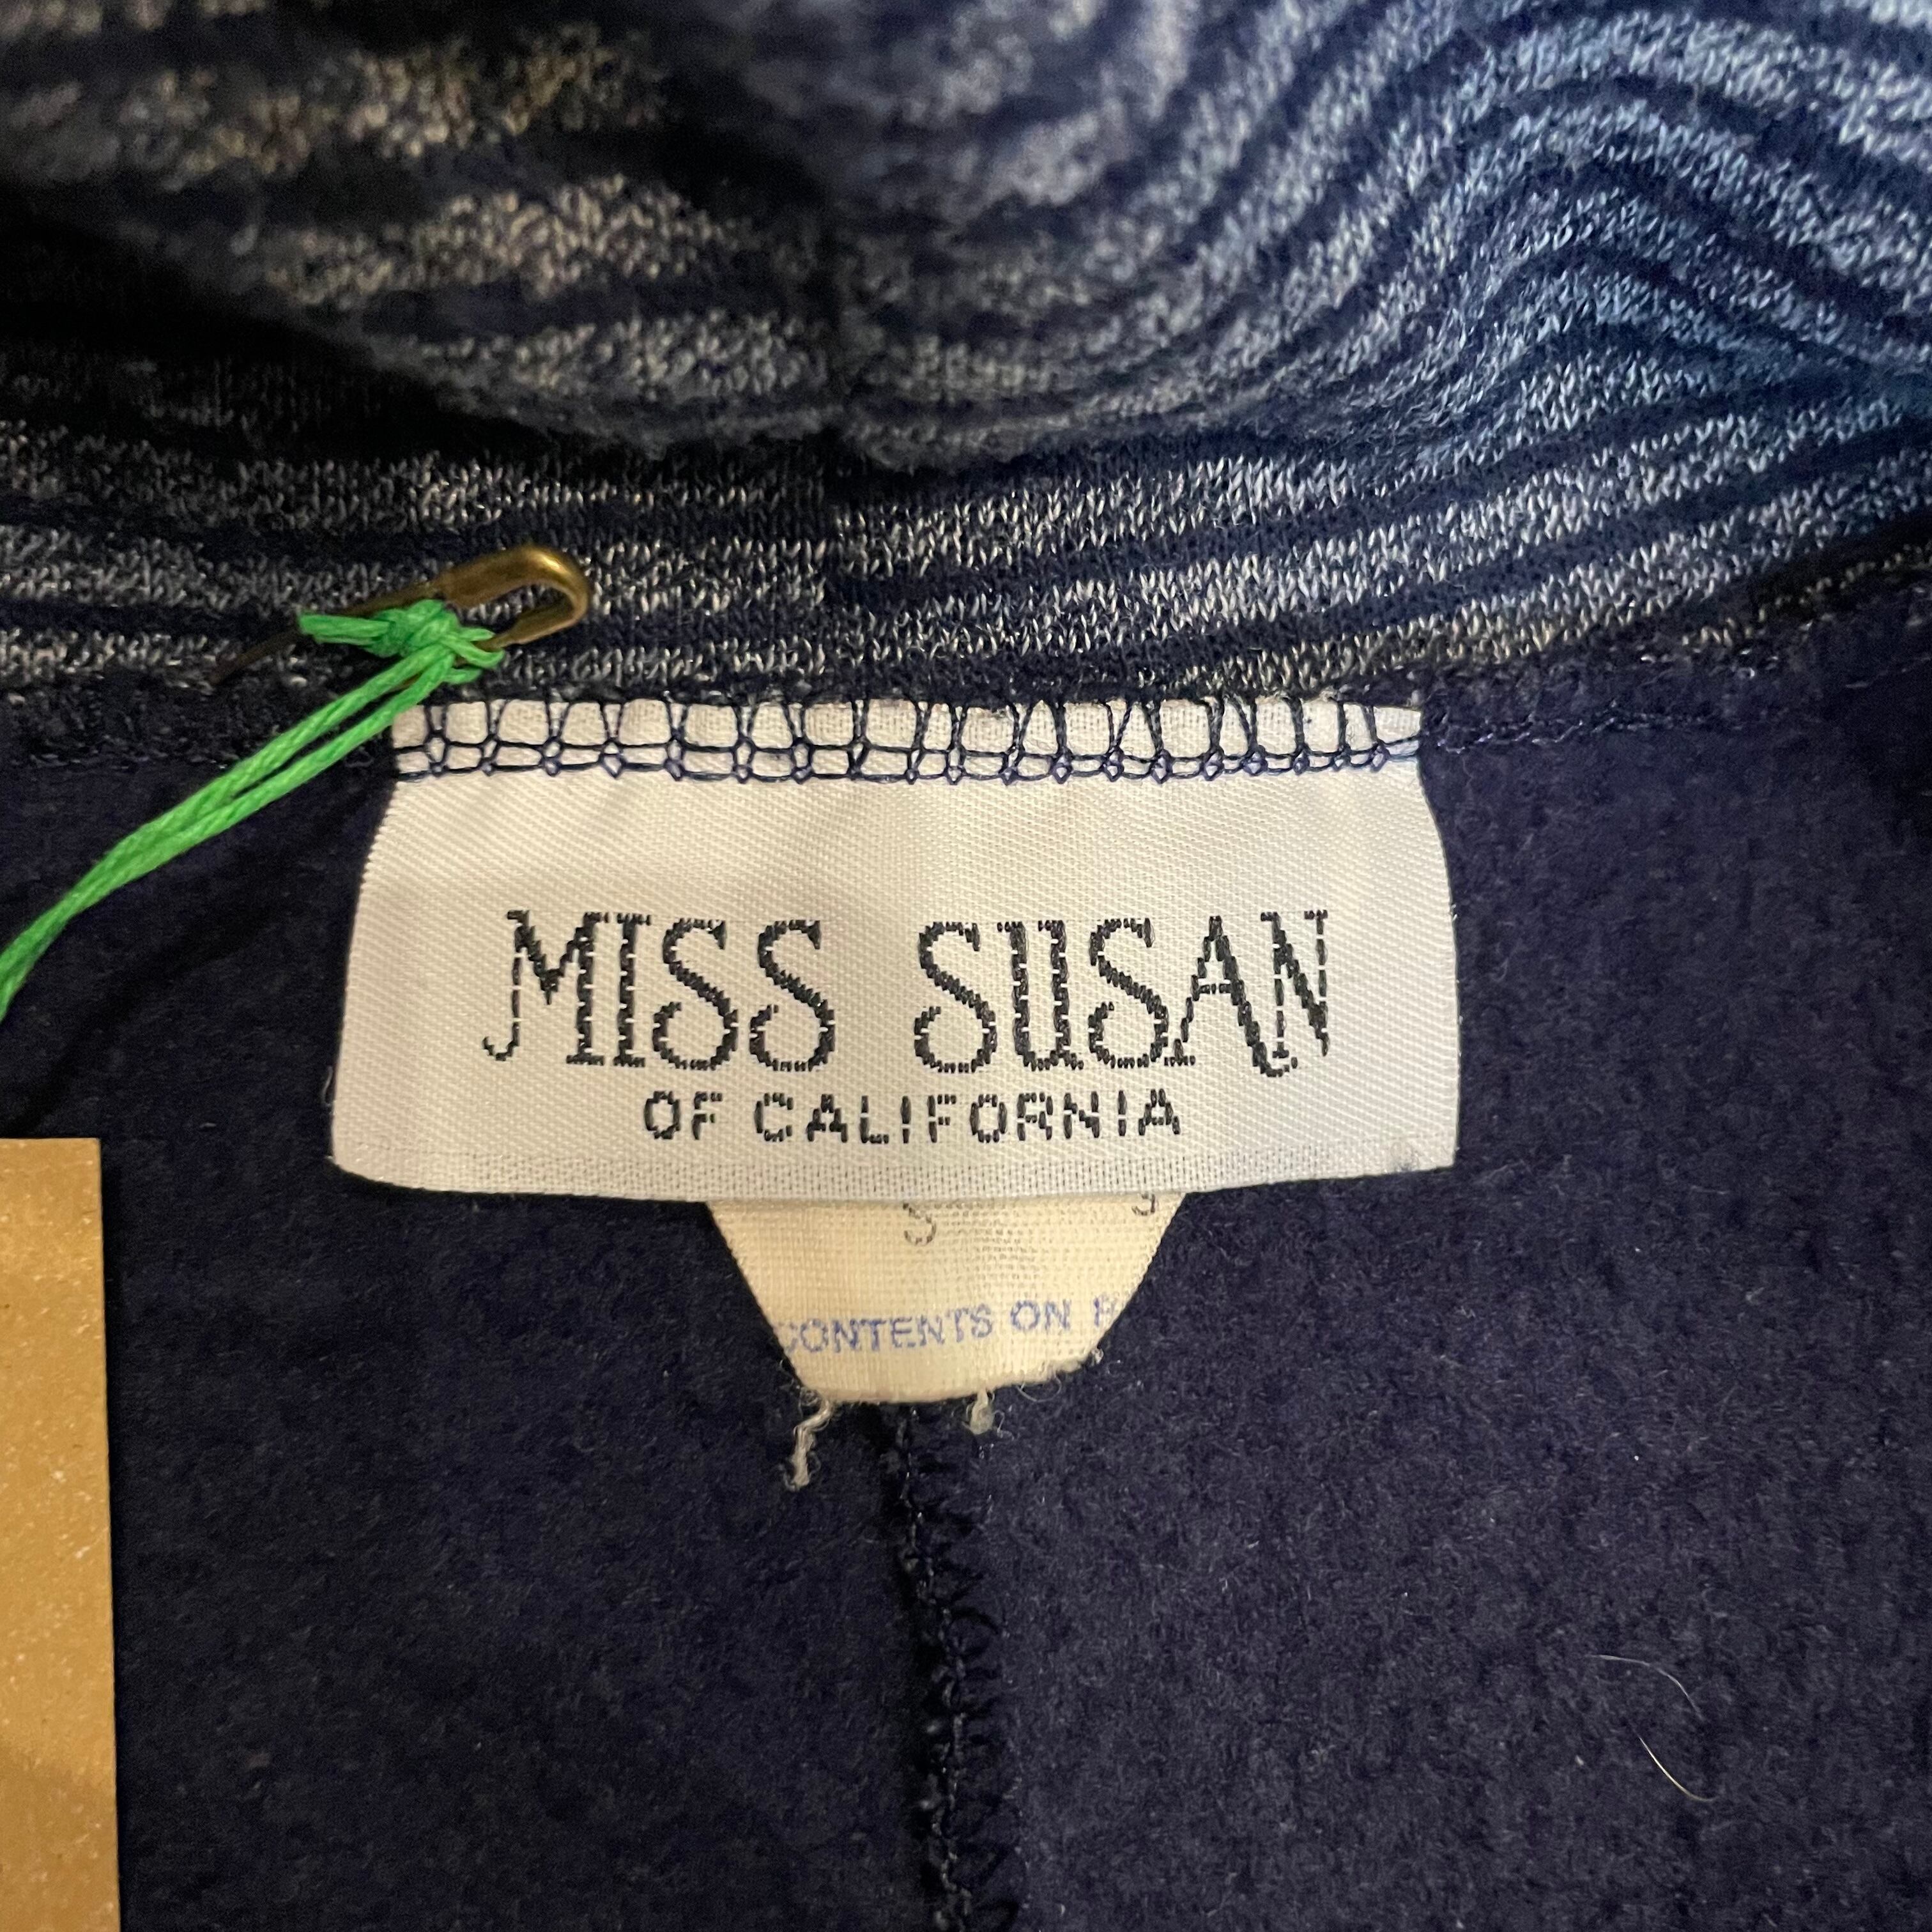 MISS SUSAN
OF CALIFORNIA
S
CONTENTS ON